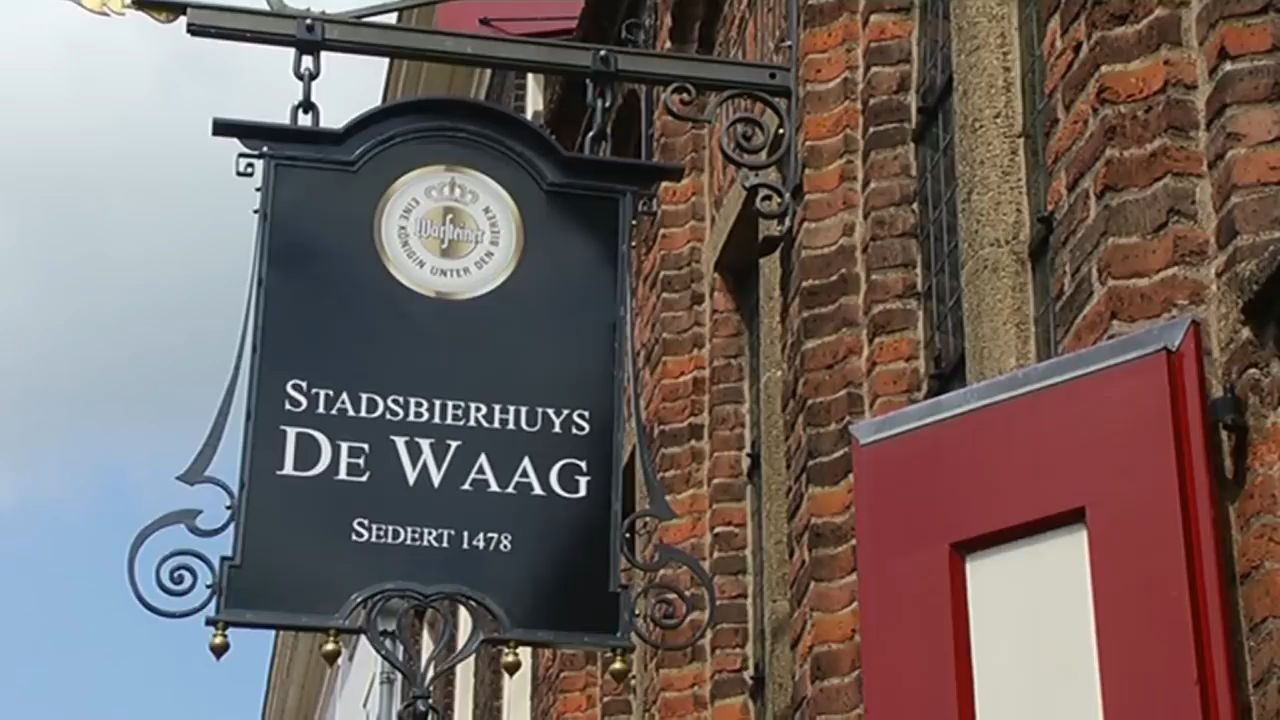 Warsteiner
EINE KÖNIGIN UNTER DEN BIEREN
STADSBIERHUYS
DE WAAG
SEDERT 1478